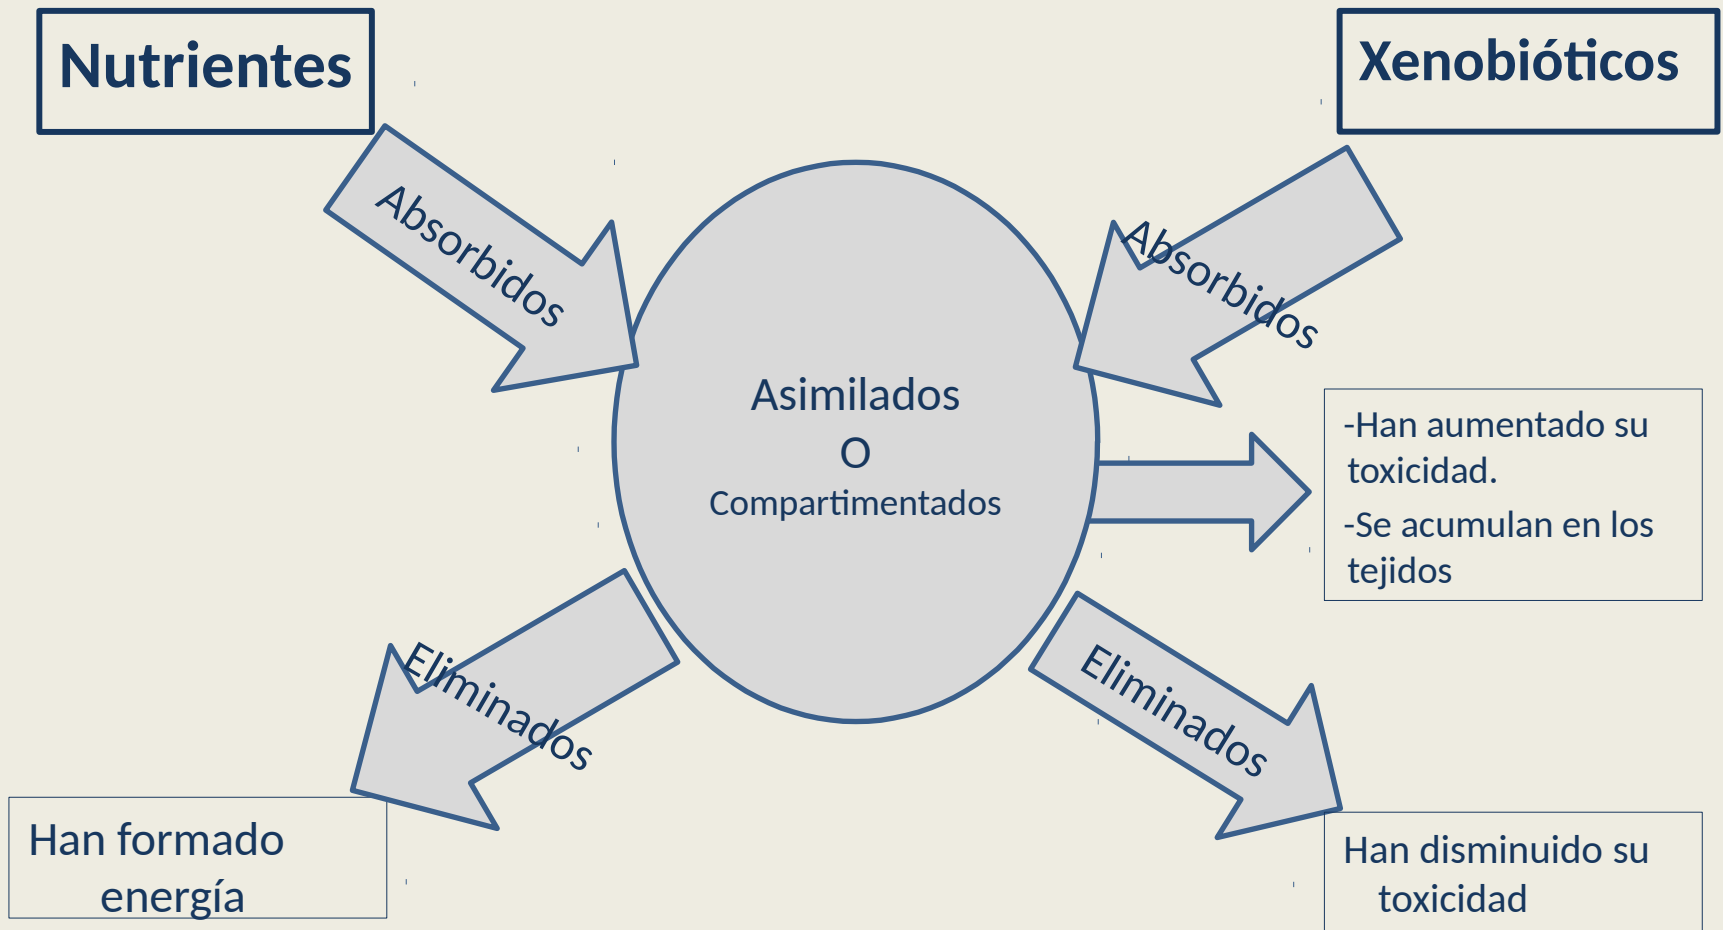 Nutrientes
Xenobióticos
Absorbidos
Absorbidos
Asimilados
O
Compartimentados
-Han aumentado su
toxicidad.
-Se acumulan en los
tejidos
Eliminados
Eliminados
Han formado
energía
Han disminuido su
toxicidad